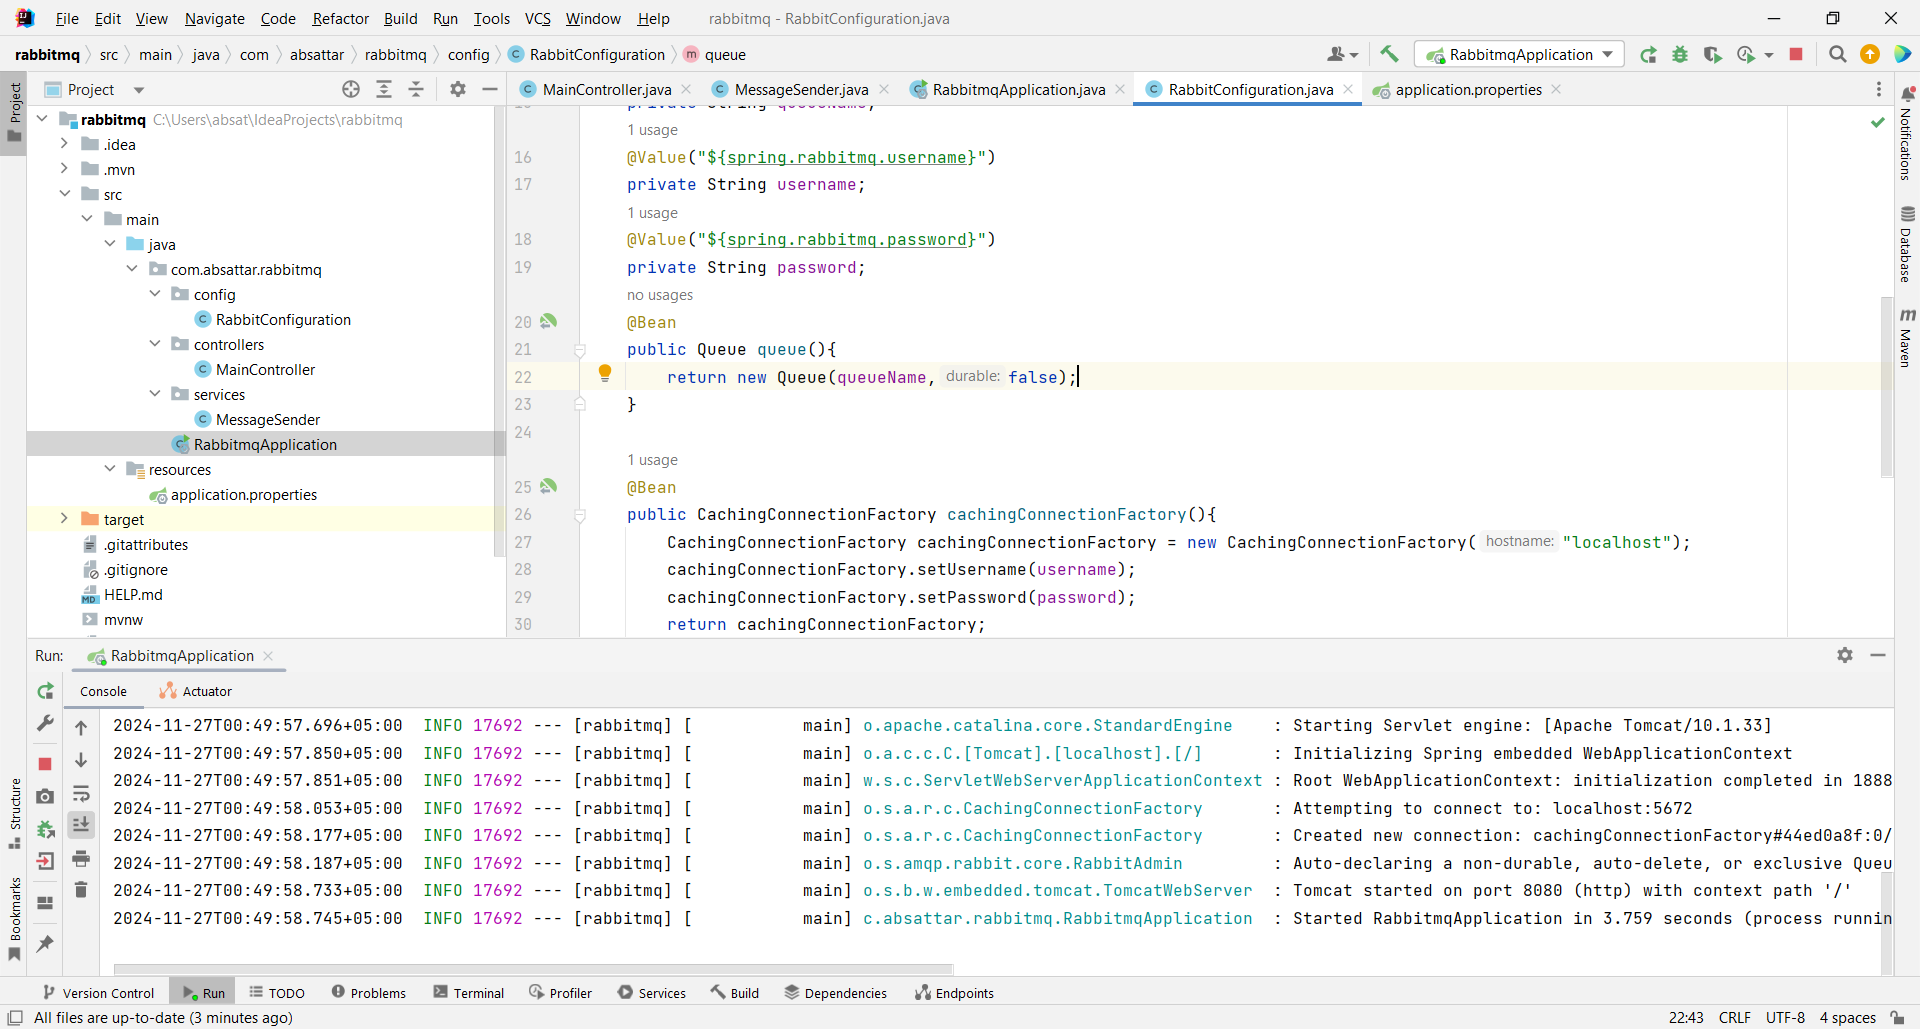 File Edit View Navigate Code Refactor Build Run Tools VCS Window Help rabbitmq - RabbitConfiguration.java
rabbitmq src main java com absattar rabbitmq config RabbitConfiguration queue RabbitmqApplication
Project
MainController.java MessageSender.java RabbitmqApplication.java RabbitConfiguration.java application.properties
Project
Structure
Bookmarks
Notifications
Database
Maven
rabbitmq C:\Users\absat\IdeaProjects\rabbitmq
.idea
.mvn
src
main
java
com.absattar.rabbitmq
config
RabbitConfiguration
controllers
MainController
services
MessageSender
RabbitmqApplication
resources
application.properties
target
.gitattributes
.gitignore
HELP.md
mvnw
private String queueName;
1 usage
16 @Value("${spring.rabbitmq.username}")
17 private String username;
1 usage
18 @Value("${spring.rabbitmq.password}")
19 private String password;
no usages
20 @Bean
21 public Queue queue(){
22 return new Queue(queueName, durable: false);
23 }
24
1 usage
25 @Bean
26 public CachingConnectionFactory cachingConnectionFactory(){
27 CachingConnectionFactory cachingConnectionFactory = new CachingConnectionFactory( hostname: "localhost");
28 cachingConnectionFactory.setUsername(username);
29 cachingConnectionFactory.setPassword(password);
30 return cachingConnectionFactory;
Run: RabbitmqApplication
Console Actuator
2024-11-27T00:49:57.696+05:00 INFO 17692 --- [rabbitmq] [ main] o.apache.catalina.core.StandardEngine : Starting Servlet engine: [Apache Tomcat/10.1.33]
2024-11-27T00:49:57.850+05:00 INFO 17692 --- [rabbitmq] [ main] o.a.c.c.C.[Tomcat].[localhost].[/] : Initializing Spring embedded WebApplicationContext
2024-11-27T00:49:57.851+05:00 INFO 17692 --- [rabbitmq] [ main] w.s.c.ServletWebServerApplicationContext : Root WebApplicationContext: initialization completed in 1888
2024-11-27T00:49:58.053+05:00 INFO 17692 --- [rabbitmq] [ main] o.s.a.r.c.CachingConnectionFactory : Attempting to connect to: localhost:5672
2024-11-27T00:49:58.177+05:00 INFO 17692 --- [rabbitmq] [ main] o.s.a.r.c.CachingConnectionFactory : Created new connection: cachingConnectionFactory#44ed0a8f:0/
2024-11-27T00:49:58.187+05:00 INFO 17692 --- [rabbitmq] [ main] o.s.amqp.rabbit.core.RabbitAdmin : Auto-declaring a non-durable, auto-delete, or exclusive Queu
2024-11-27T00:49:58.733+05:00 INFO 17692 --- [rabbitmq] [ main] o.s.b.w.embedded.tomcat.TomcatWebServer : Tomcat started on port 8080 (http) with context path '/'
2024-11-27T00:49:58.745+05:00 INFO 17692 --- [rabbitmq] [ main] c.absattar.rabbitmq.RabbitmqApplication : Started RabbitmqApplication in 3.759 seconds (process runnin
Version Control Run TODO Problems Terminal Profiler Services Build Dependencies Endpoints
All files are up-to-date (3 minutes ago) 22:43 CRLF UTF-8 4 spaces